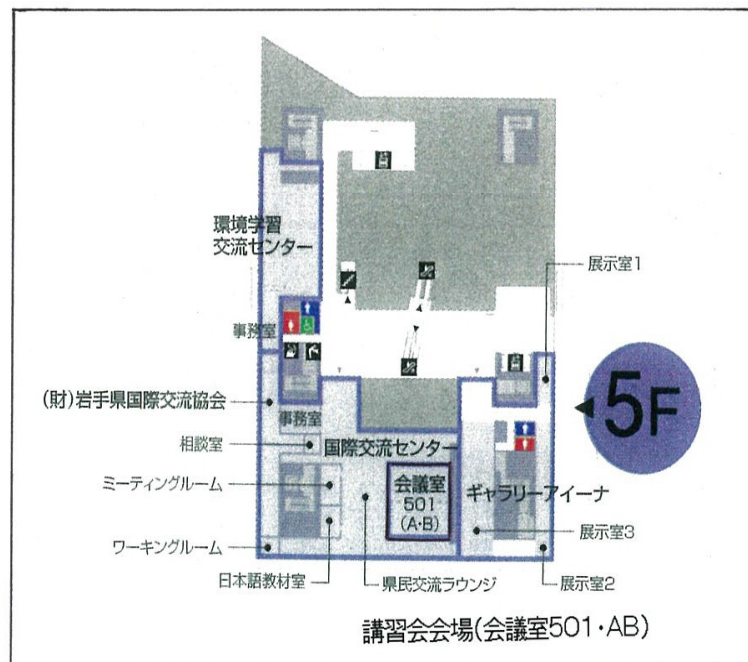 環境学習
交流センター
展示室1
事務室
(財)岩手県国際交流協会
5F
事務室
相談室
国際交流センター
ミーティングルーム
会議室
501
(A・B)
ギャラリーアイーナ
展示室3
ワーキングルーム
日本語教材室
県民交流ラウンジ
展示室2
講習会会場(会議室501・AB)